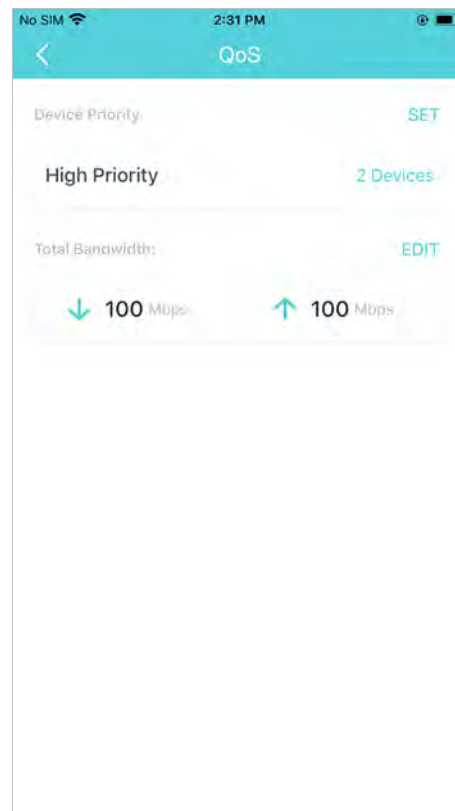 No SIM 2:31 PM
QoS
Device Priority SET
High Priority 2 Devices
Total Bandwidth: EDIT
100 Mbps 100 Mbps